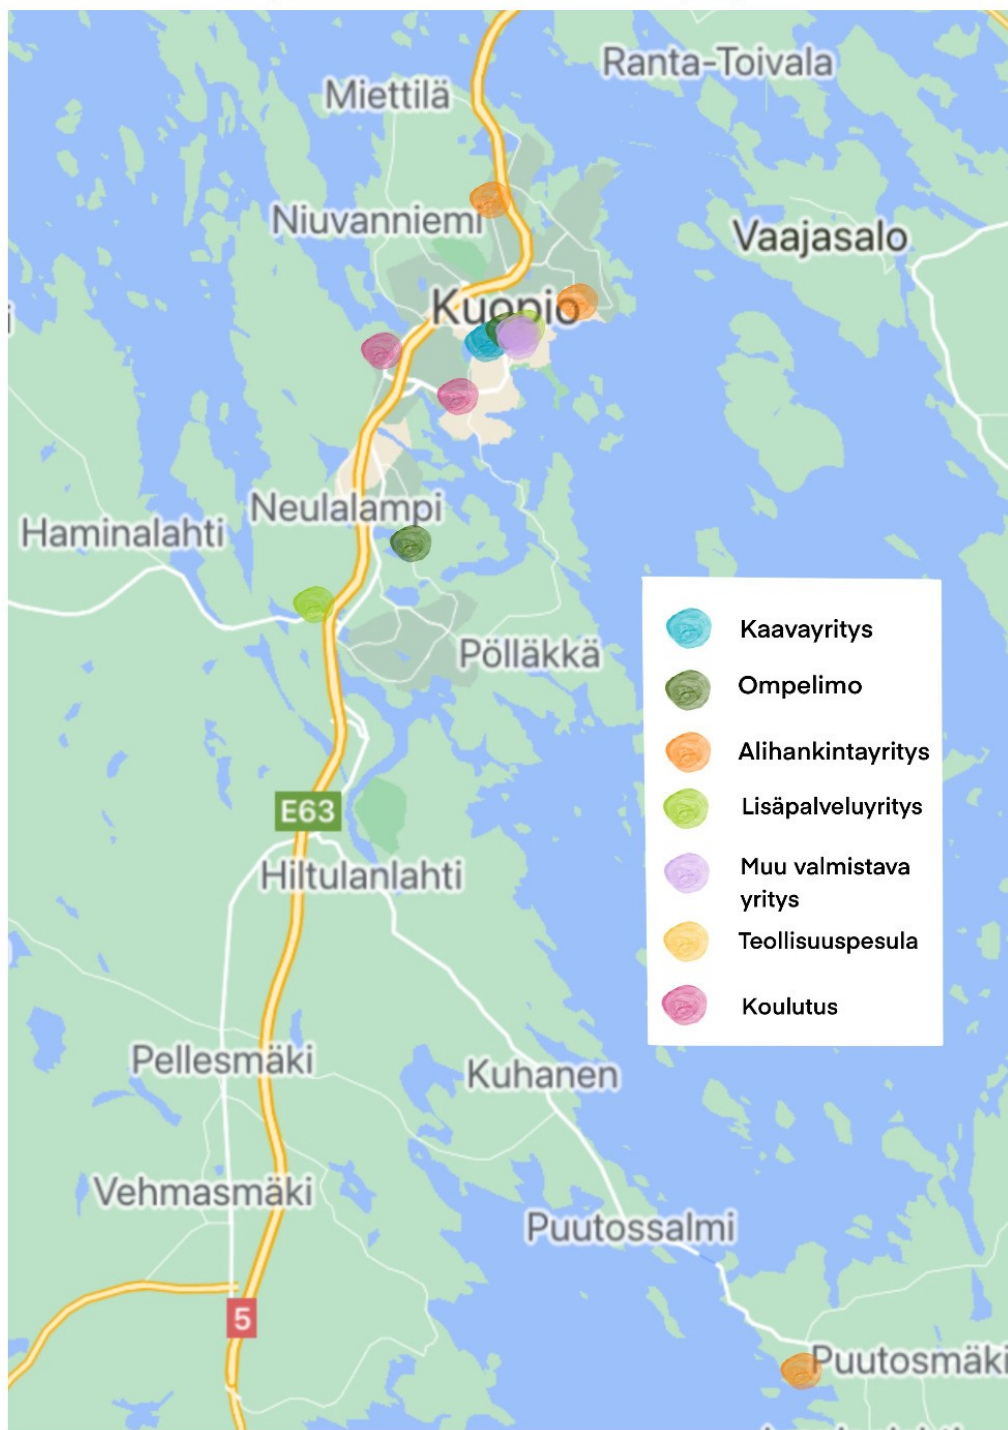 Ranta-Toivala
Miettilä
Niuvanniemi
Vaajasalo
Kuopio
Neulalampi
Haminalahti
Pölläkkä
Kaavayritys
Ompelimo
Alihankintayritys
Lisäpalveluyritys
Muu valmistava
yritys
Teollisuuspesula
Koulutus
E63
Hiltulanlahti
Pellesmäki
Kuhanen
Vehmasmäki
Puutossalmi
5
Puutosmäki